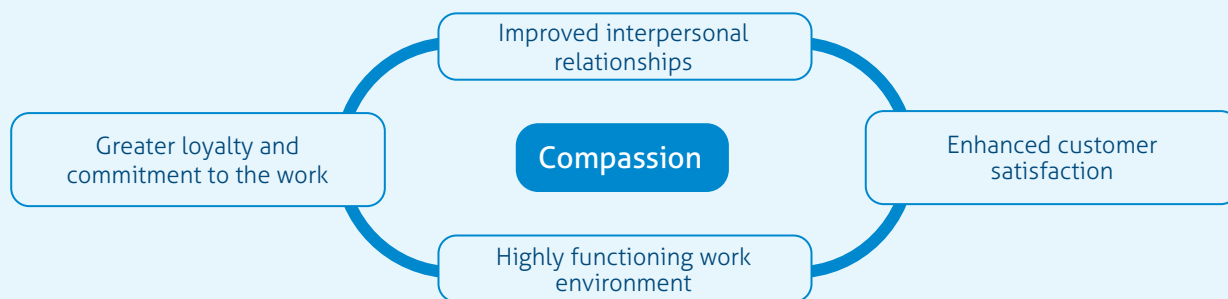 Improved interpersonal
relationships
Greater loyalty and
commitment to the work
Compassion
Enhanced customer
satisfaction
Highly functioning work
environment